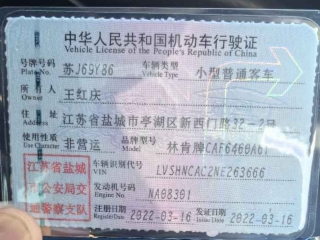 中华人民共和国机动车行驶证
Vehicle License of the People's Republic of China
号牌号码 苏J69Y86 车辆类型 小型普通客车
Plate No. Vehicle Type
所有人 王红庆
Owner
住址 江苏省盐城市亭湖区新西门路32-2号
使用性质 非营运 品牌型号 林肯牌CAF6460A61
Use Character Model
江苏省盐城
市公安局交
通警察支队
车辆识别代号 LVSHNCAC2NE263666
VIN
发动机号码 NA08301
Engine No.
注册日期 2022-03-16 发证日期 2022-03-16
Register Date Issue Date